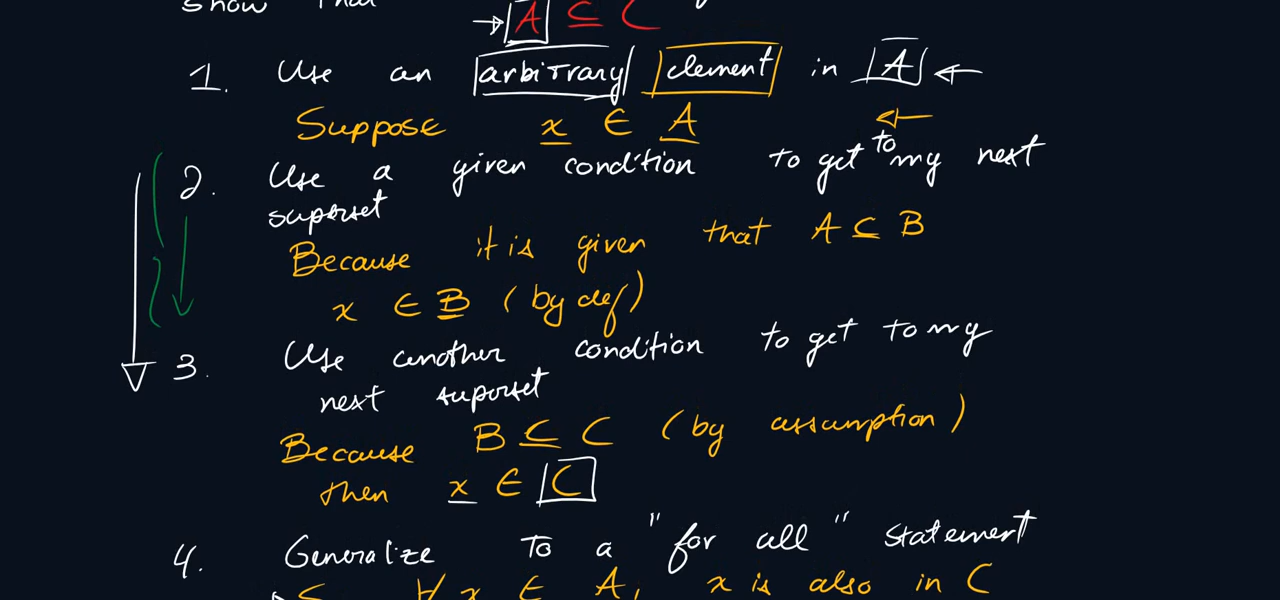 show that
→ A ⊆ C
1. Use an arbitrary element in A ←
Suppose x ∈ A ←
2. Use a given condition to get to my next
superset
Because it is given that A ⊆ B
x ∈ B (by def)
3. Use another condition to get to my
next superset
Because B ⊆ C (by assumption)
then x ∈ C
4. Generalize To a "for all" statement
∀ x ∈ A, x is also in C